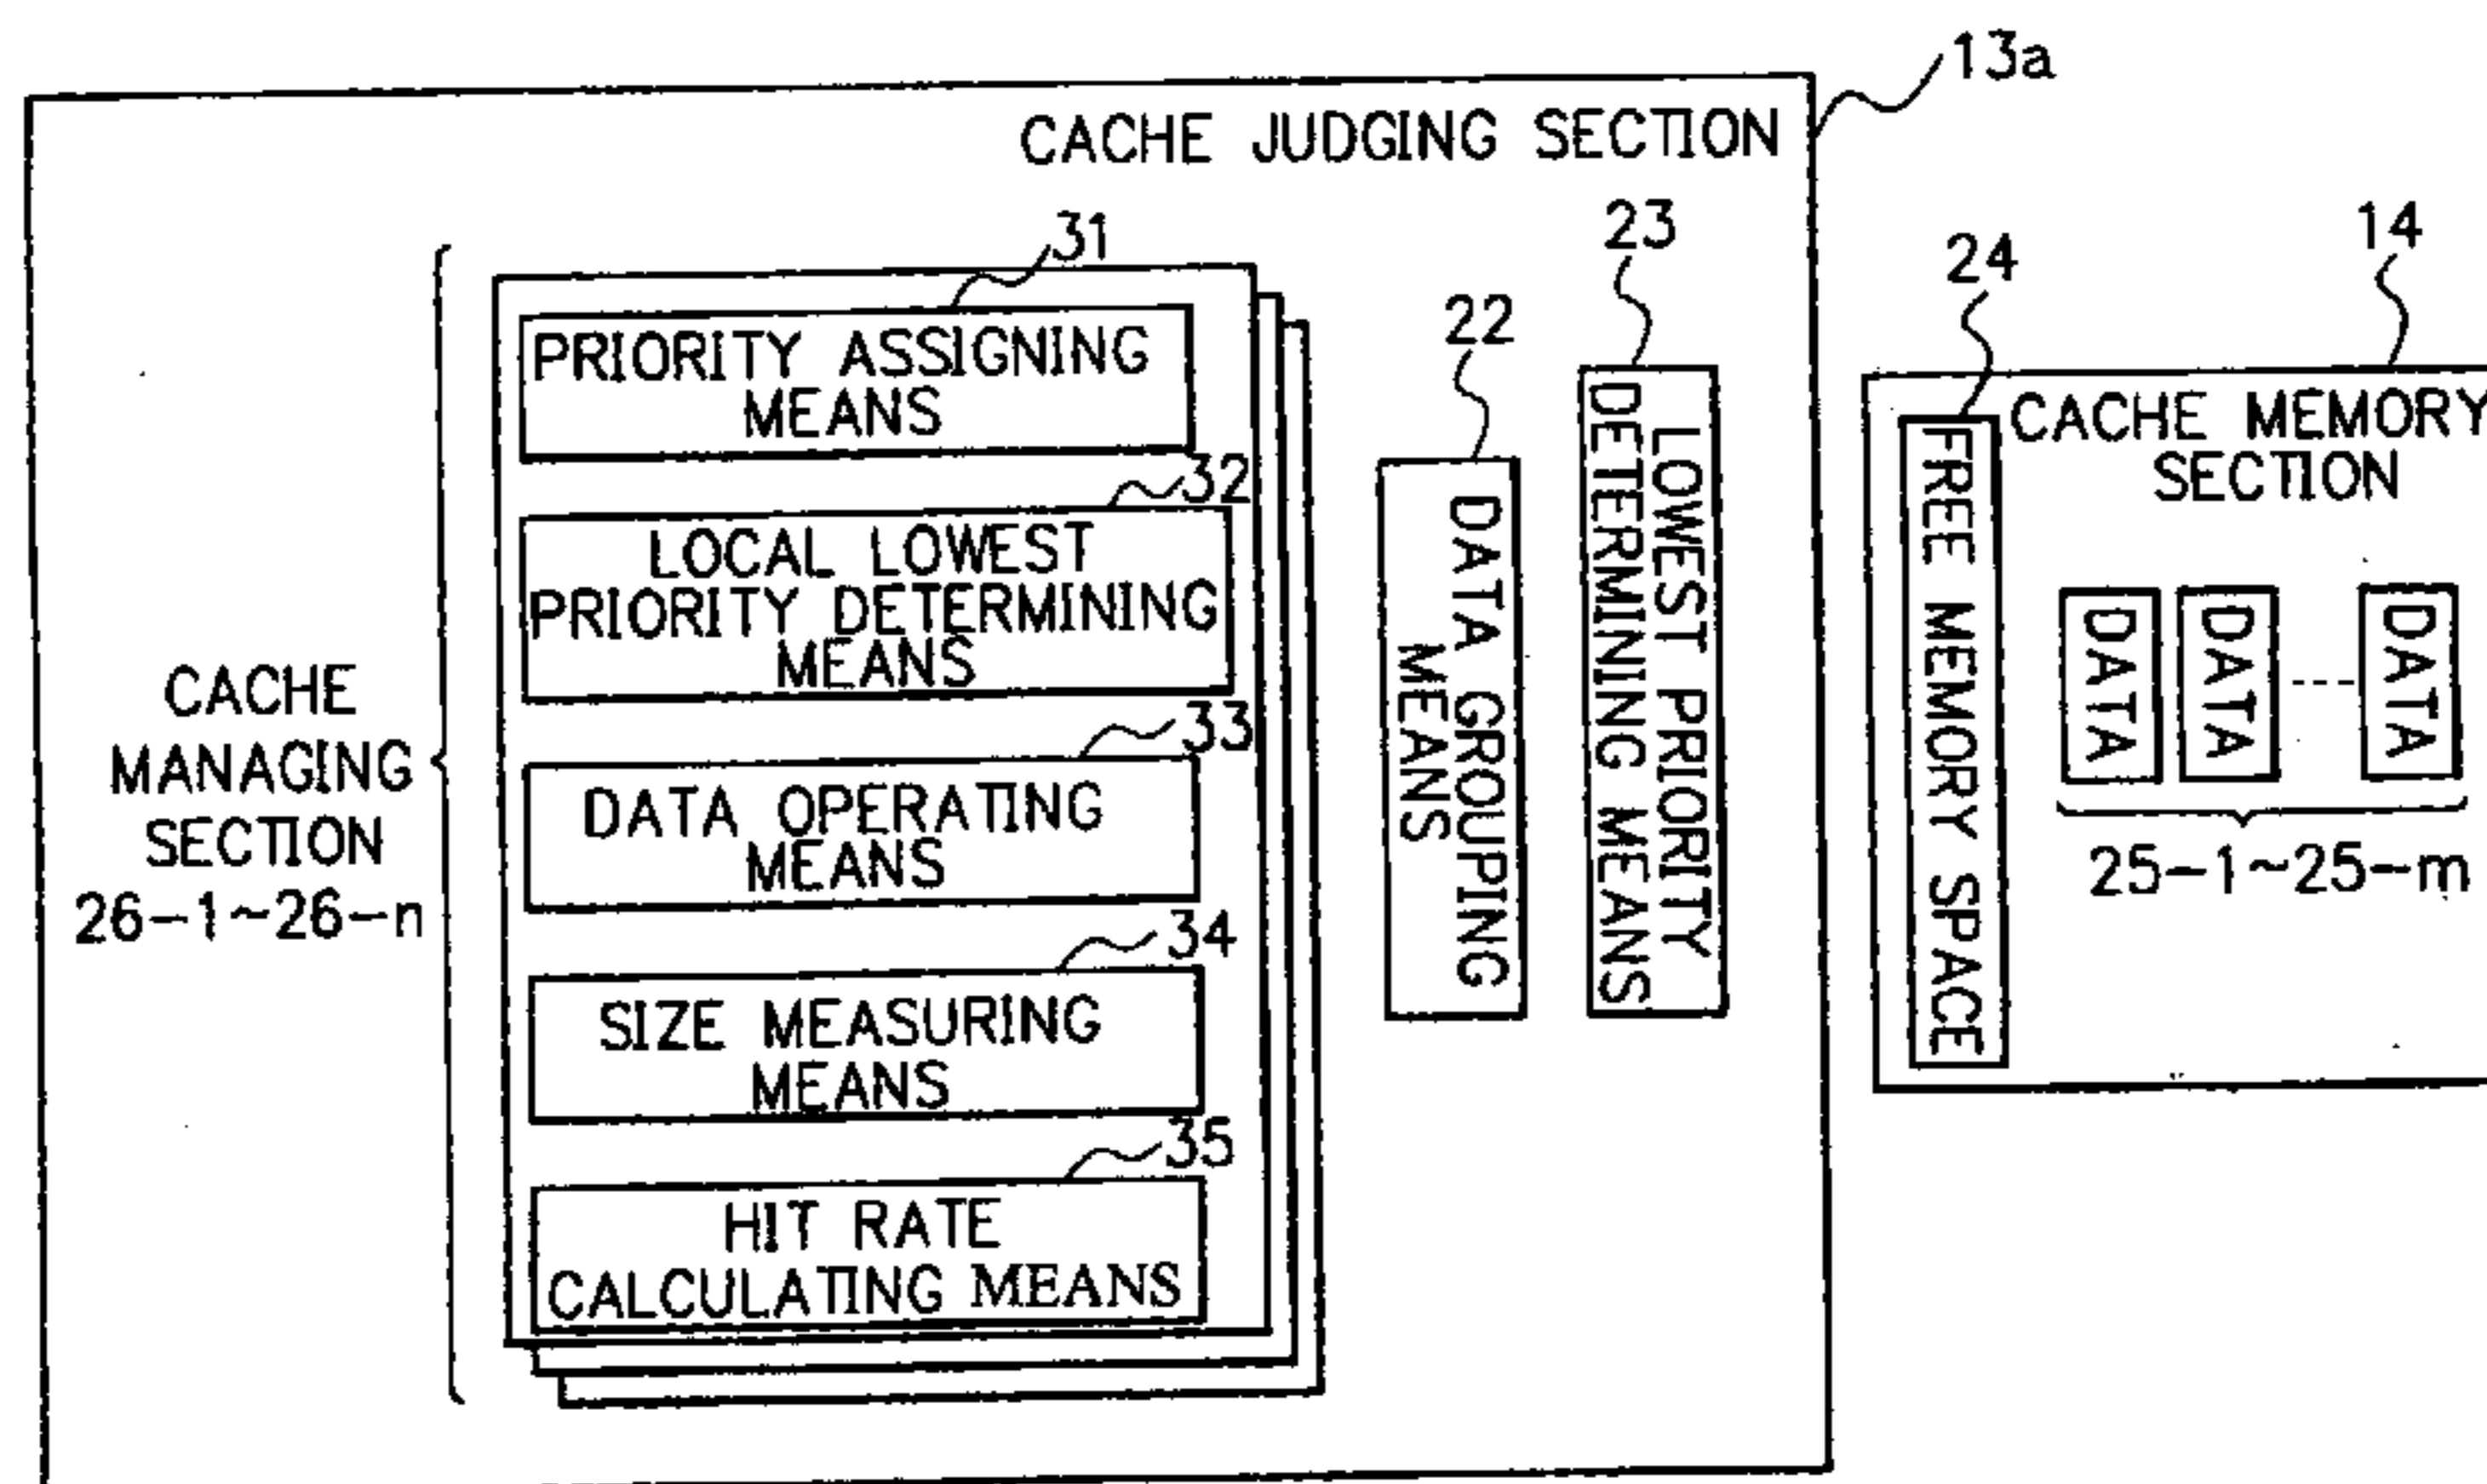 13a
CACHE JUDGING SECTION
31
PRIORITY ASSIGNING
MEANS
32
LOCAL LOWEST
PRIORITY DETERMINING
MEANS
33
DATA OPERATING
MEANS
34
SIZE MEASURING
MEANS
35
HIT RATE
CALCULATING MEANS
CACHE
MANAGING
SECTION
26-1~26-n
22
DATA GROUPING
MEANS
23
LOWEST PRIORITY
DETERMINING MEANS
24
FREE MEMORY SPACE
14
CACHE MEMORY
SECTION
DATA
DATA
DATA
25-1~25-m